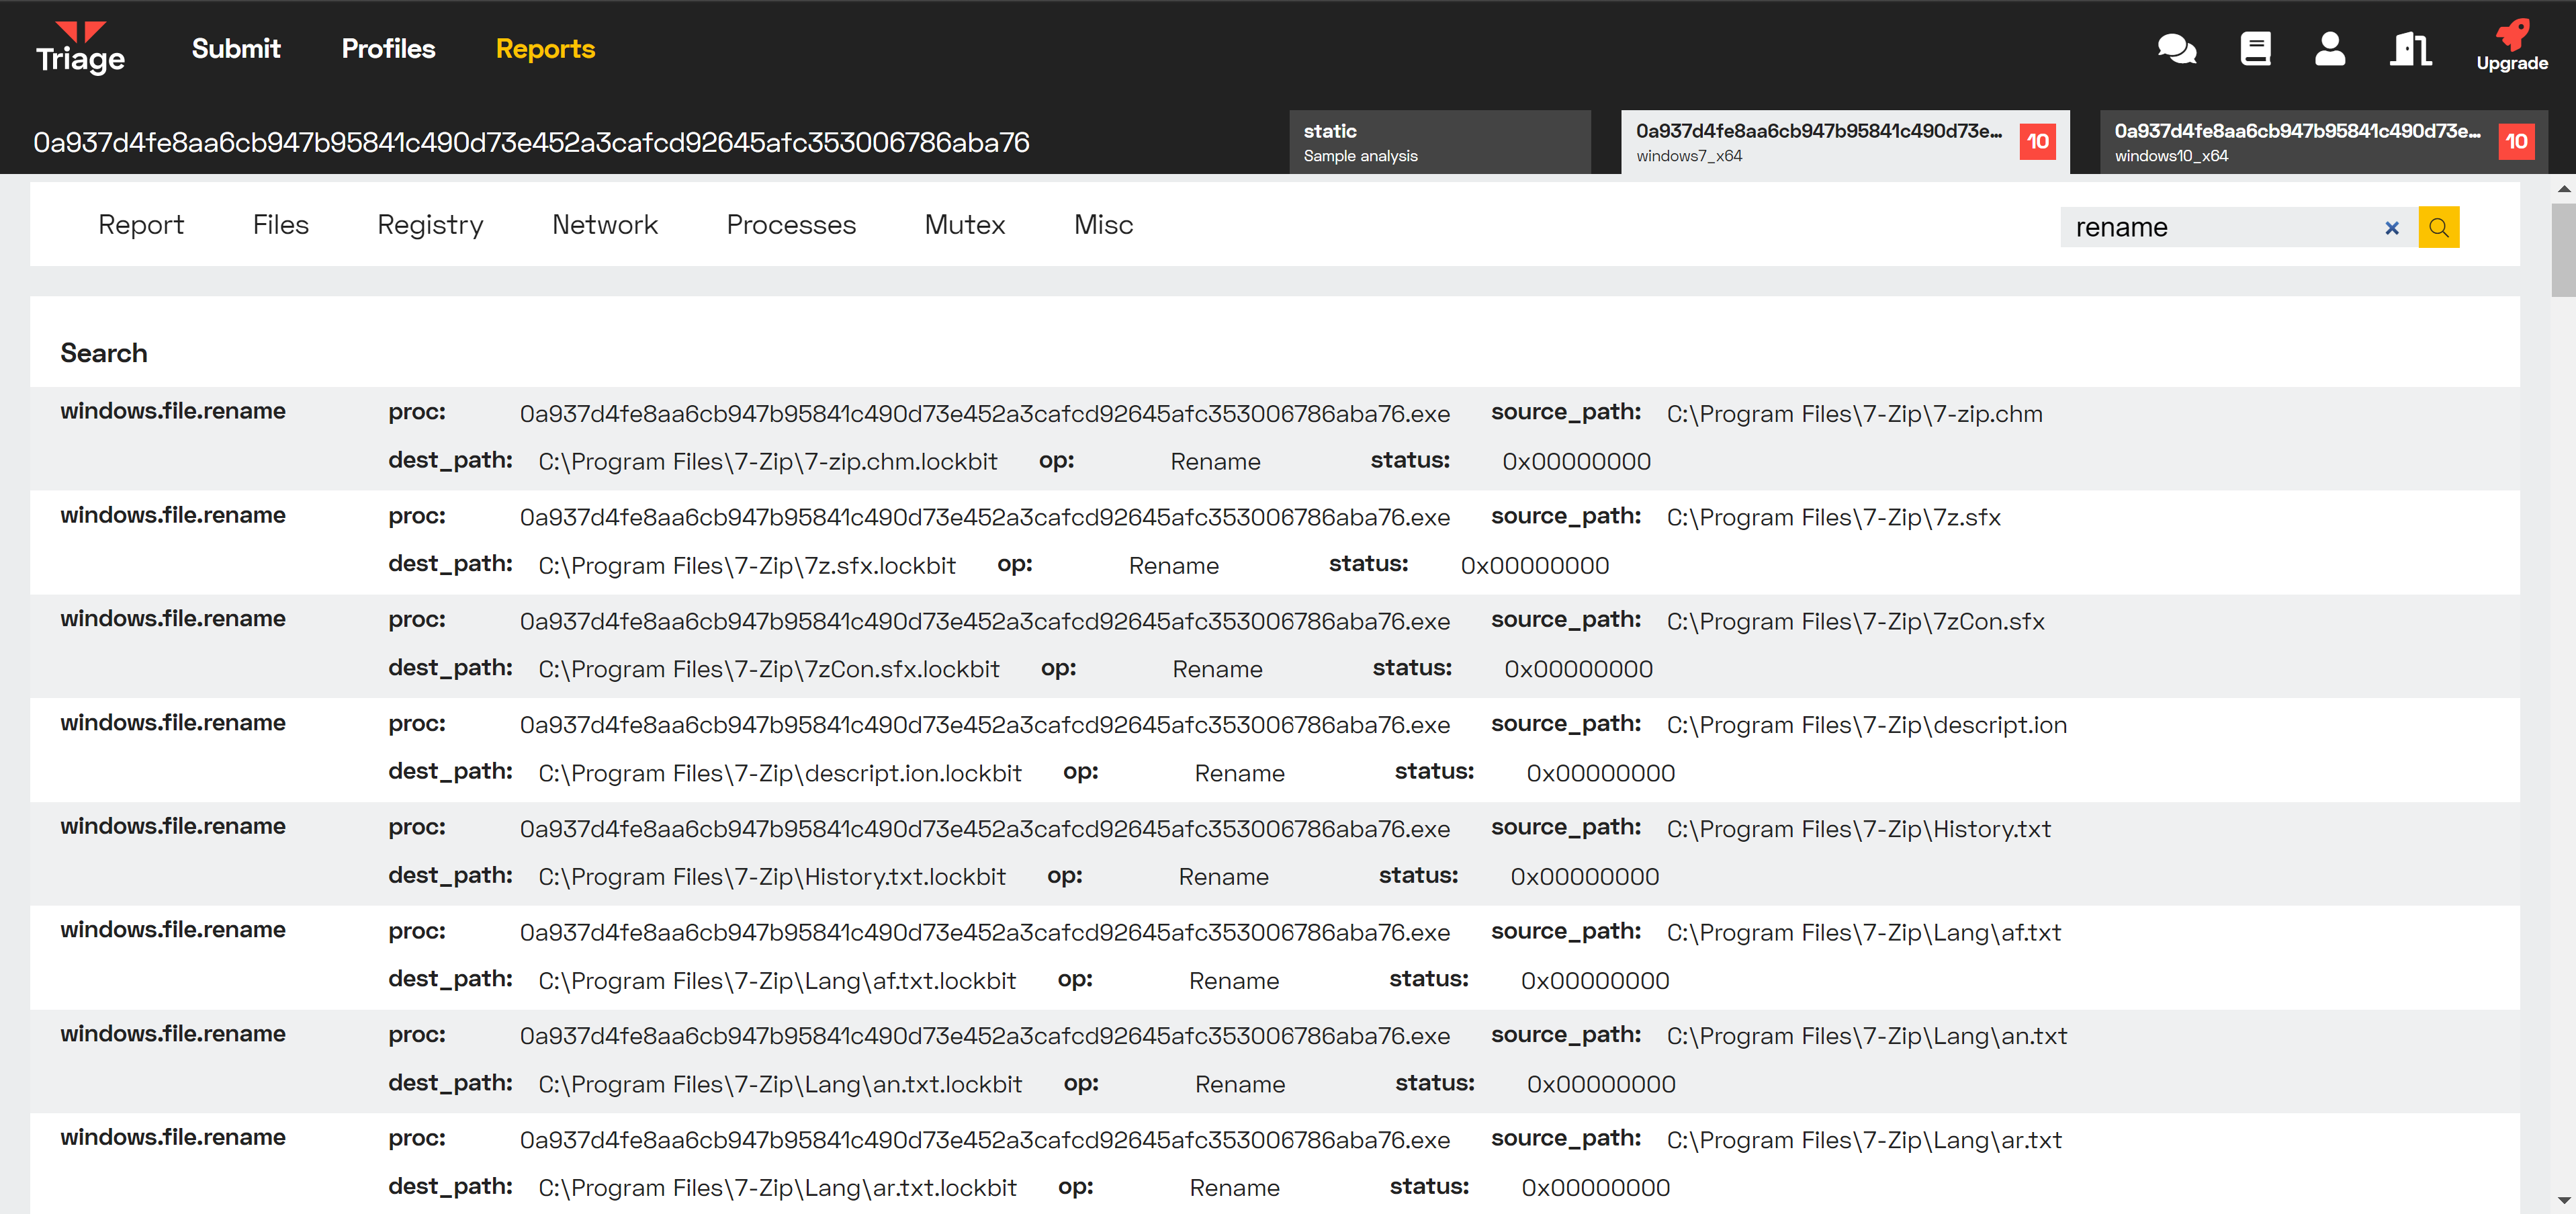 Triage Submit Profiles Reports Upgrade
0a937d4fe8aa6cb947b95841c490d73e452a3cafcd92645afc353006786aba76
static
Sample analysis
0a937d4fe8aa6cb947b95841c490d73e...
windows7_x64
10
0a937d4fe8aa6cb947b95841c490d73e...
windows10_x64
10
Report Files Registry Network Processes Mutex Misc rename
Search
windows.file.rename proc: 0a937d4fe8aa6cb947b95841c490d73e452a3cafcd92645afc353006786aba76.exe source_path: C:\Program Files\7-Zip\7-zip.chm
dest_path: C:\Program Files\7-Zip\7-zip.chm.lockbit op: Rename status: 0x00000000
windows.file.rename proc: 0a937d4fe8aa6cb947b95841c490d73e452a3cafcd92645afc353006786aba76.exe source_path: C:\Program Files\7-Zip\7z.sfx
dest_path: C:\Program Files\7-Zip\7z.sfx.lockbit op: Rename status: 0x00000000
windows.file.rename proc: 0a937d4fe8aa6cb947b95841c490d73e452a3cafcd92645afc353006786aba76.exe source_path: C:\Program Files\7-Zip\7zCon.sfx
dest_path: C:\Program Files\7-Zip\7zCon.sfx.lockbit op: Rename status: 0x00000000
windows.file.rename proc: 0a937d4fe8aa6cb947b95841c490d73e452a3cafcd92645afc353006786aba76.exe source_path: C:\Program Files\7-Zip\descript.ion
dest_path: C:\Program Files\7-Zip\descript.ion.lockbit op: Rename status: 0x00000000
windows.file.rename proc: 0a937d4fe8aa6cb947b95841c490d73e452a3cafcd92645afc353006786aba76.exe source_path: C:\Program Files\7-Zip\History.txt
dest_path: C:\Program Files\7-Zip\History.txt.lockbit op: Rename status: 0x00000000
windows.file.rename proc: 0a937d4fe8aa6cb947b95841c490d73e452a3cafcd92645afc353006786aba76.exe source_path: C:\Program Files\7-Zip\Lang\af.txt
dest_path: C:\Program Files\7-Zip\Lang\af.txt.lockbit op: Rename status: 0x00000000
windows.file.rename proc: 0a937d4fe8aa6cb947b95841c490d73e452a3cafcd92645afc353006786aba76.exe source_path: C:\Program Files\7-Zip\Lang\an.txt
dest_path: C:\Program Files\7-Zip\Lang\an.txt.lockbit op: Rename status: 0x00000000
windows.file.rename proc: 0a937d4fe8aa6cb947b95841c490d73e452a3cafcd92645afc353006786aba76.exe source_path: C:\Program Files\7-Zip\Lang\ar.txt
dest_path: C:\Program Files\7-Zip\Lang\ar.txt.lockbit op: Rename status: 0x00000000